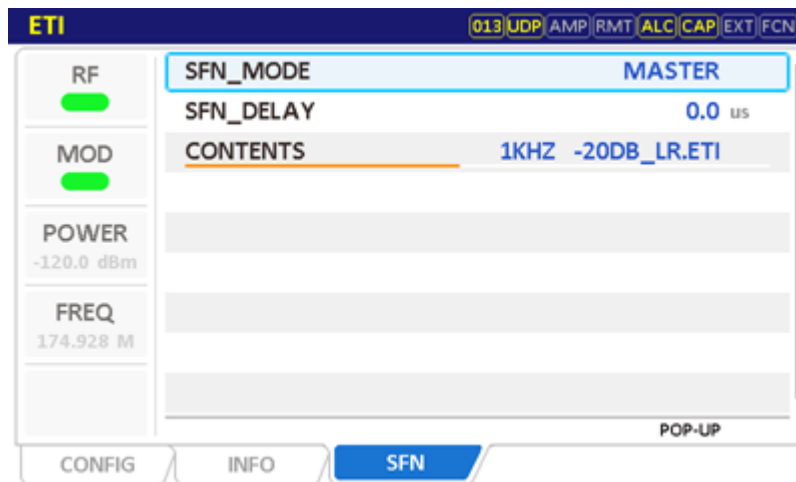 ETI 013 UDP AMP RMT ALC CAP EXT FCN
RF
MOD
POWER
-120.0 dBm
FREQ
174.928 M
SFN_MODE MASTER
SFN_DELAY 0.0 us
CONTENTS 1KHZ -20DB_LR.ETI
POP-UP
CONFIG INFO SFN